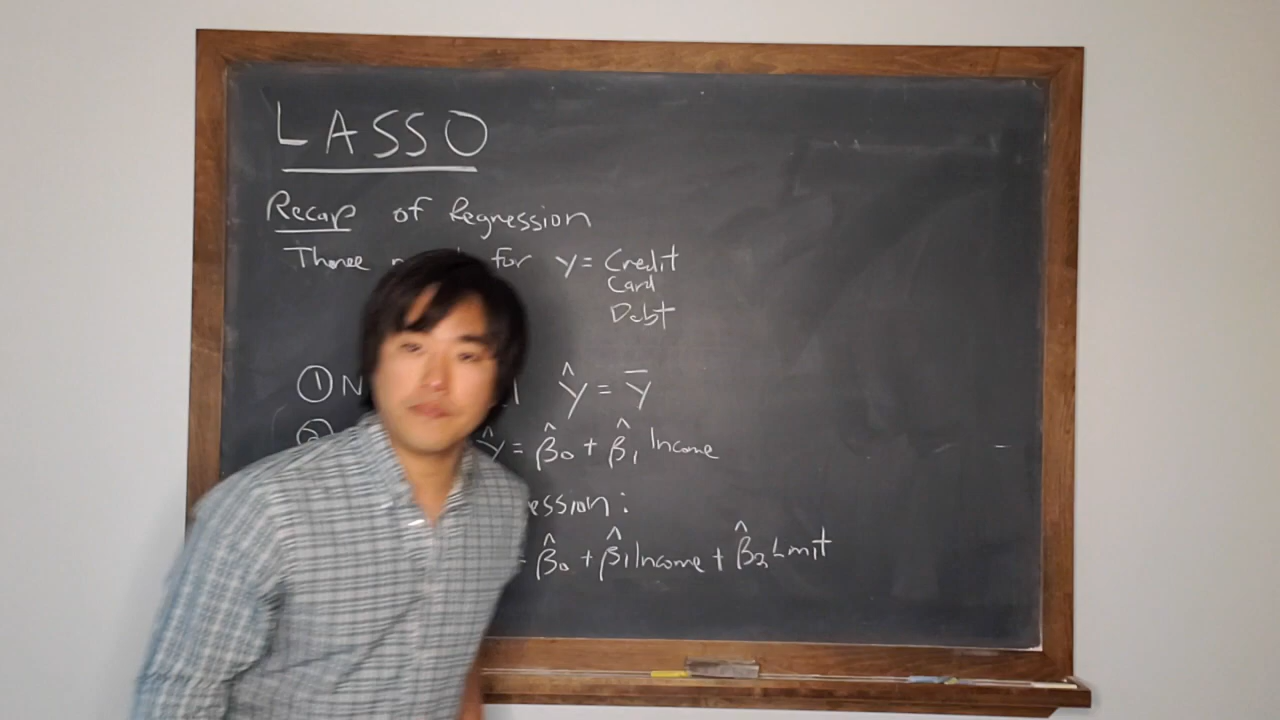 LASSO
Recap of Regression
Three for y = Credit
Card
Debt
① N ŷ = ȳ
ŷ = β̂₀ + β̂₁ Income
ession:
= β̂₀ + β̂₁ Income + β̂₂ Limit